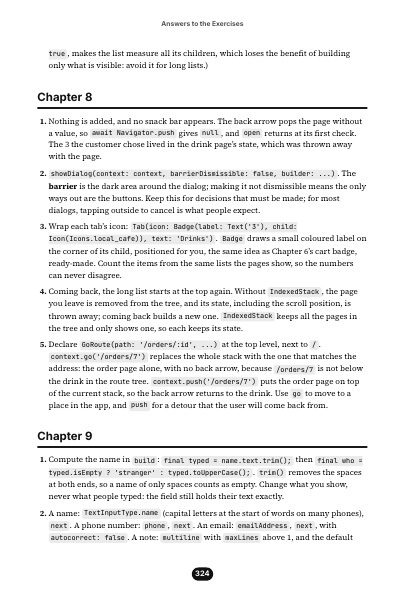 Answers to the Exercises
true, makes the list measure all its children, which loses the benefit of building
only what is visible: avoid it for long lists.)
Chapter 8
1. Nothing is added, and no snack bar appears. The back arrow pops the page without
a value, so await Navigator.push gives null, and open returns at its first check.
The 3 the customer chose lived in the drink page's state, which was thrown away
with the page.
2. showDialog(context: context, barrierDismissible: false, builder: ...). The
barrier is the dark area around the dialog; making it not dismissible means the only
ways out are the buttons. Keep this for decisions that must be made; for most
dialogs, tapping outside to cancel is what people expect.
3. Wrap each tab's icon: Tab(icon: Badge(label: Text('3'), child:
Icon(Icons.local_cafe)), text: 'Drinks'). Badge draws a small coloured label on
the corner of its child, positioned for you, the same idea as Chapter 6's cart badge,
ready-made. Count the items from the same lists the pages show, so the numbers
can never disagree.
4. Coming back, the long list starts at the top again. Without IndexedStack, the page
you leave is removed from the tree, and its state, including the scroll position, is
thrown away; coming back builds a new one. IndexedStack keeps all the pages in
the tree and only shows one, so each keeps its state.
5. Declare GoRoute(path: '/orders/:id', ...) at the top level, next to /.
context.go('/orders/7') replaces the whole stack with the one that matches the
address: the order page alone, with no back arrow, because /orders/7 is not below
the drink in the route tree. context.push('/orders/7') puts the order page on top
of the current stack, so the back arrow returns to the drink. Use go to move to a
place in the app, and push for a detour that the user will come back from.
Chapter 9
1. Compute the name in build: final typed = name.text.trim(); then final who =
typed.isEmpty ? 'stranger' : typed.toUpperCase();. trim() removes the spaces
at both ends, so a name of only spaces counts as empty. Change what you show,
never what people typed: the field still holds their text exactly.
2. A name: TextInputType.name (capital letters at the start of words on many phones),
next. A phone number: phone, next. An email: emailAddress, next, with
autocorrect: false. A note: multiline with maxLines above 1, and the default
324